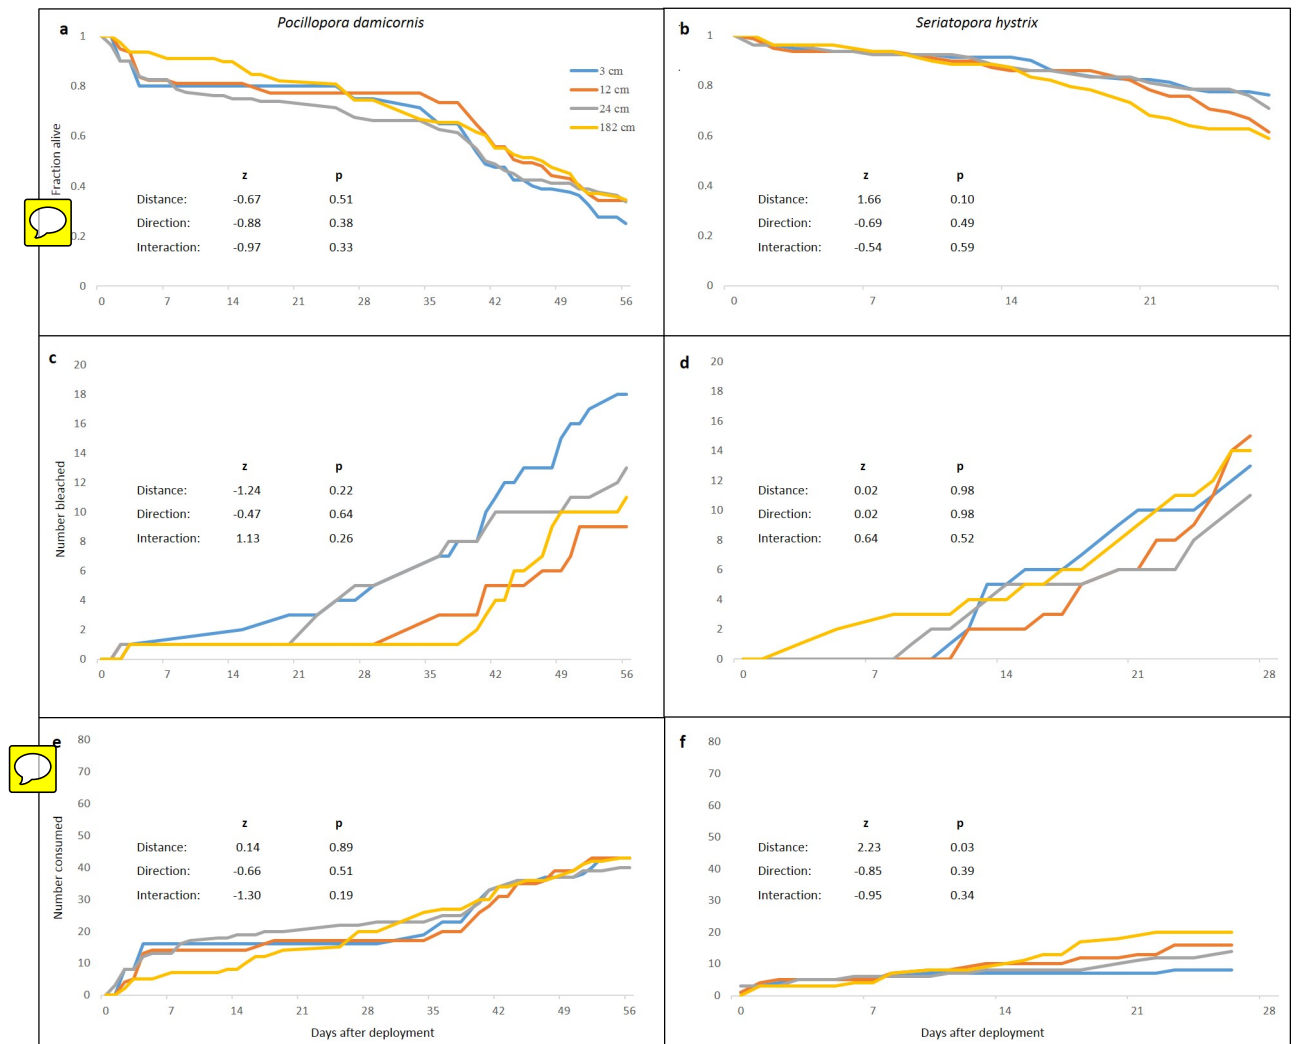 Pocillopora damicornis
Seriatopora hystrix
a
1
0.8
0.6
0.4
0.2
0
Fraction alive
3 cm
12 cm
24 cm
182 cm
z p
Distance: -0.67 0.51
Direction: -0.88 0.38
Interaction: -0.97 0.33
0 7 14 21 28 35 42 49 56
b
1
0.8
0.6
0.4
0.2
0
z p
Distance: 1.66 0.10
Direction: -0.69 0.49
Interaction: -0.54 0.59
0 7 14 21
c
20
18
16
14
12
10
8
6
4
2
0
Number bleached
z p
Distance: -1.24 0.22
Direction: -0.47 0.64
Interaction: 1.13 0.26
0 7 14 21 28 35 42 49 56
d
20
18
16
14
12
10
8
6
4
2
0
z p
Distance: 0.02 0.98
Direction: 0.02 0.98
Interaction: 0.64 0.52
0 7 14 21 28
e
80
70
60
50
40
30
20
10
0
Number consumed
z p
Distance: 0.14 0.89
Direction: -0.66 0.51
Interaction: -1.30 0.19
0 7 14 21 28 35 42 49 56
Days after deployment
f
80
70
60
50
40
30
20
10
0
z p
Distance: 2.23 0.03
Direction: -0.85 0.39
Interaction: -0.95 0.34
0 7 14 21 28
Days after deployment